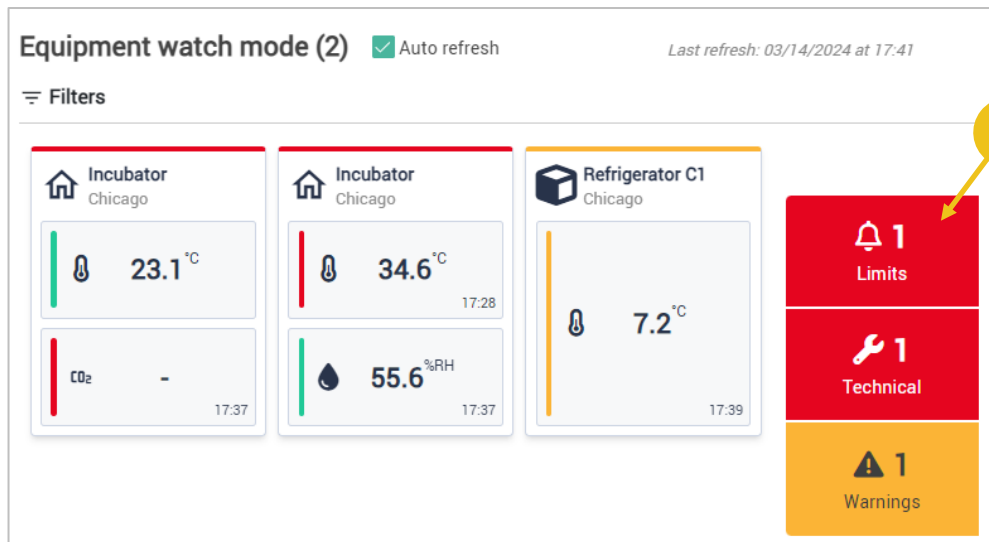 Equipment watch mode (2)
Auto refresh
Last refresh: 03/14/2024 at 17:41
Filters
Incubator
Chicago
23.1 °C
CO₂ -
17:37
Incubator
Chicago
34.6 °C
17:28
55.6 %RH
17:37
Refrigerator C1
Chicago
7.2 °C
17:39
1
Limits
1
Technical
1
Warnings